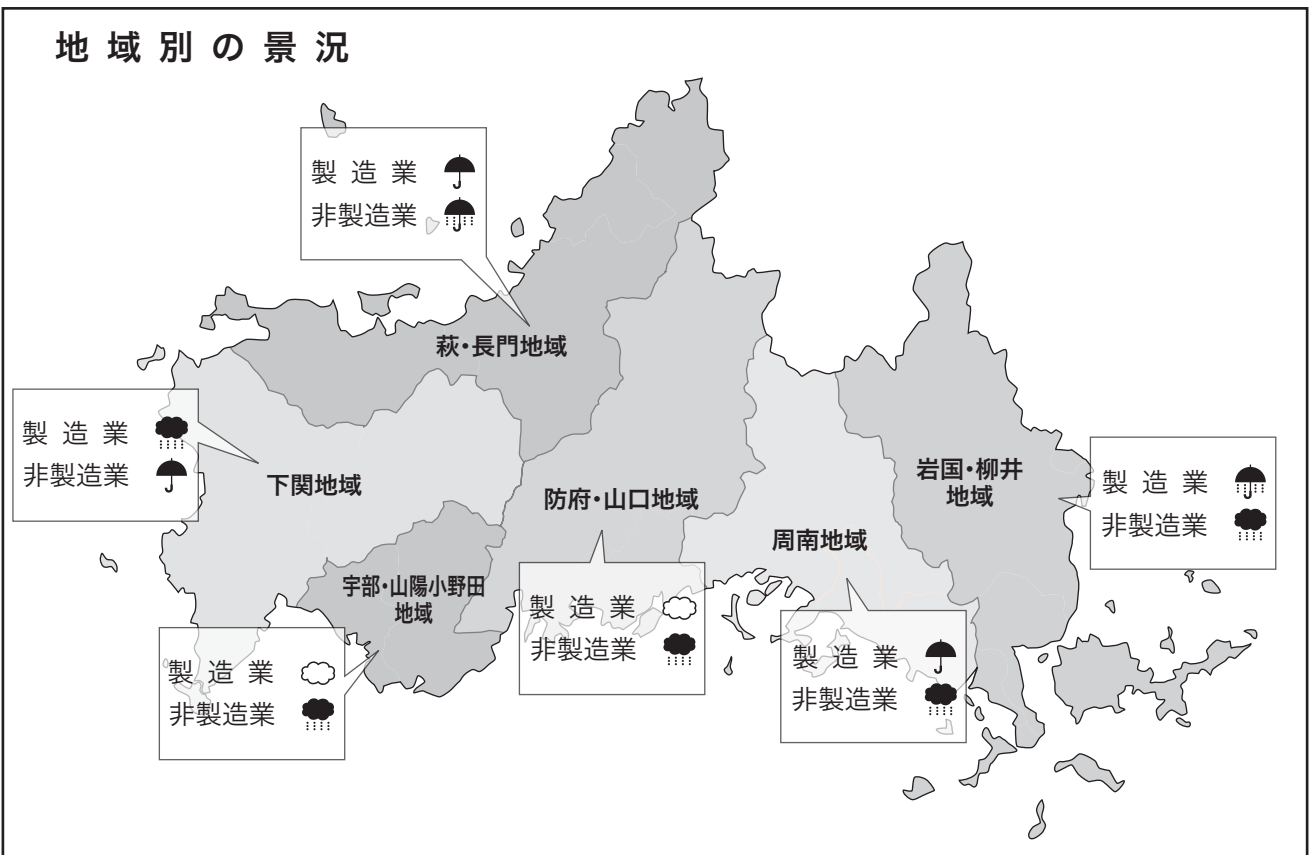 地域別の景況
製造業
非製造業
萩・長門地域
製造業
非製造業
下関地域
防府・山口地域
岩国・柳井
地域
製造業
非製造業
周南地域
宇部・山陽小野田
地域
製造業
非製造業
製造業
非製造業
製造業
非製造業